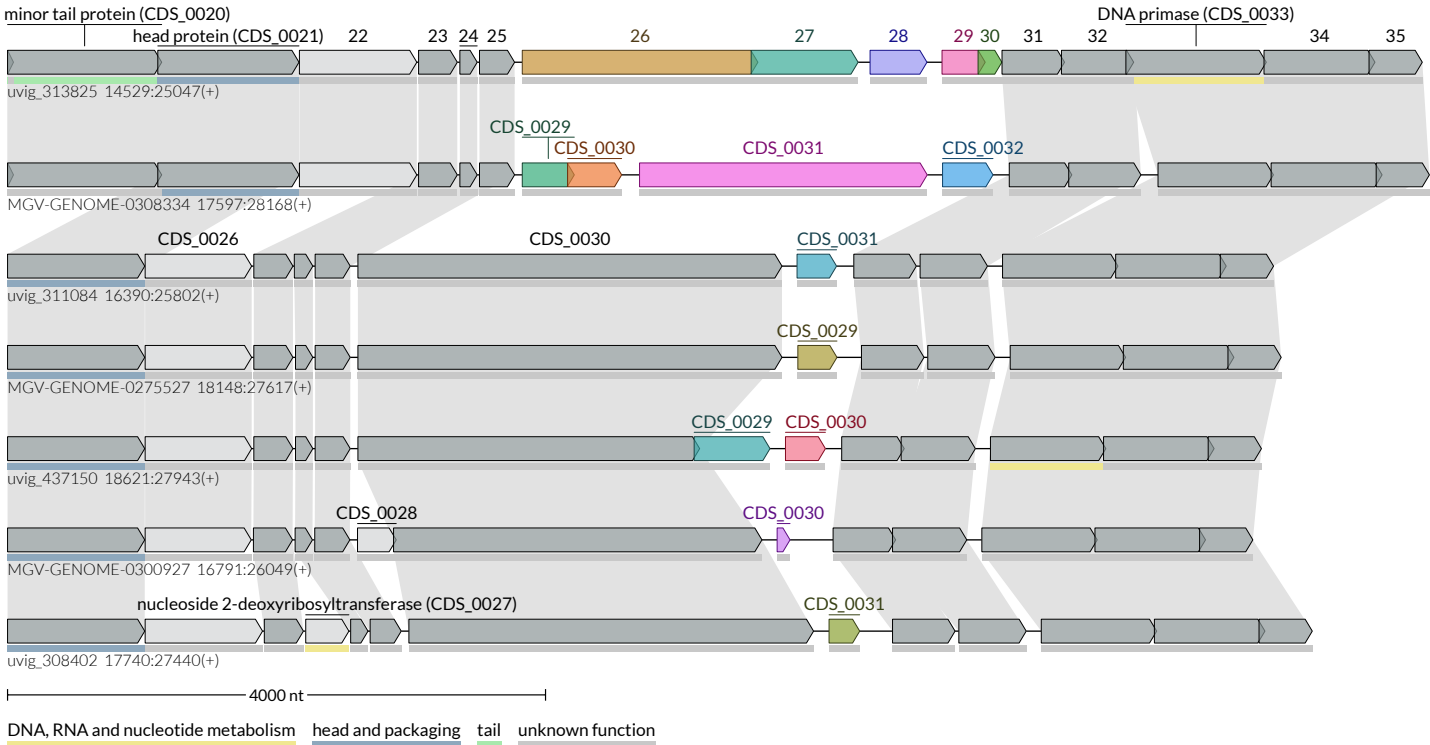 minor tail protein (CDS_0020)
DNA primase (CDS_0033)
head protein (CDS_0021) 22 23 24 25 26 27 28 29 30 31 32 34 35
uvig_313825 14529:25047(+)
CDS_0029
CDS_0030 CDS_0031 CDS_0032
MGV-GENOME-0308334 17597:28168(+)
CDS_0026 CDS_0030 CDS_0031
uvig_311084 16390:25802(+)
CDS_0029
MGV-GENOME-0275527 18148:27617(+)
CDS_0029 CDS_0030
uvig_437150 18621:27943(+)
CDS_0028 CDS_0030
MGV-GENOME-0300927 16791:26049(+)
nucleoside 2-deoxyribosyltransferase (CDS_0027) CDS_0031
uvig_308402 17740:27440(+)
4000 nt
DNA, RNA and nucleotide metabolism head and packaging tail unknown function